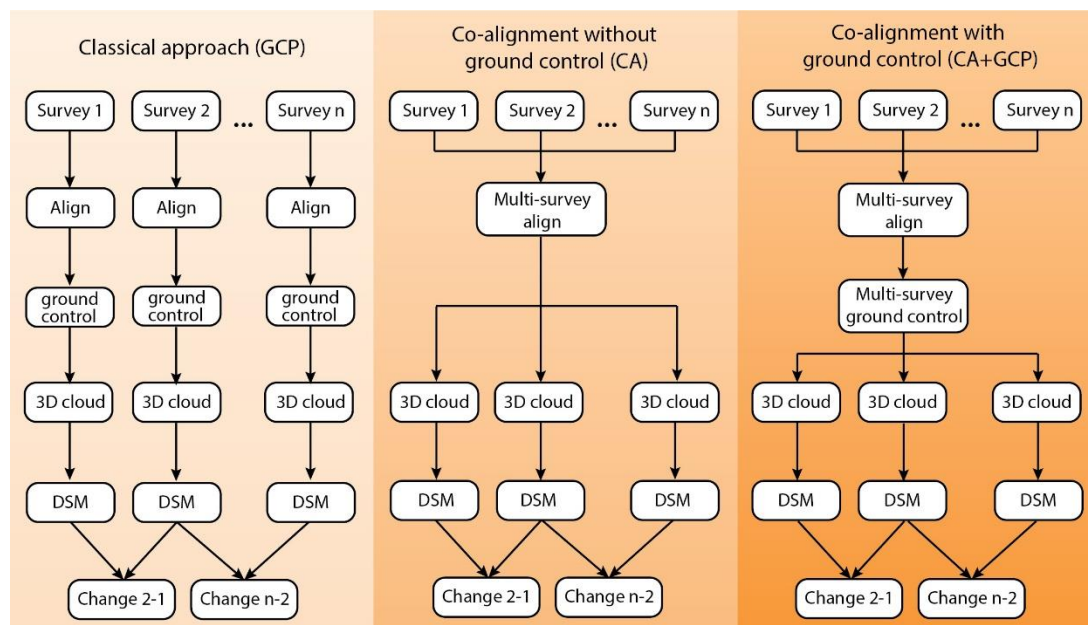 Classical approach (GCP)
Survey 1
Survey 2
...
Survey n
Align
Align
Align
ground
control
ground
control
ground
control
3D cloud
3D cloud
3D cloud
DSM
DSM
DSM
Change 2-1
Change n-2
Co-alignment without
ground control (CA)
Survey 1
Survey 2
...
Survey n
Multi-survey
align
3D cloud
3D cloud
3D cloud
DSM
DSM
DSM
Change 2-1
Change n-2
Co-alignment with
ground control (CA+GCP)
Survey 1
Survey 2
...
Survey n
Multi-survey
align
Multi-survey
ground control
3D cloud
3D cloud
3D cloud
DSM
DSM
DSM
Change 2-1
Change n-2